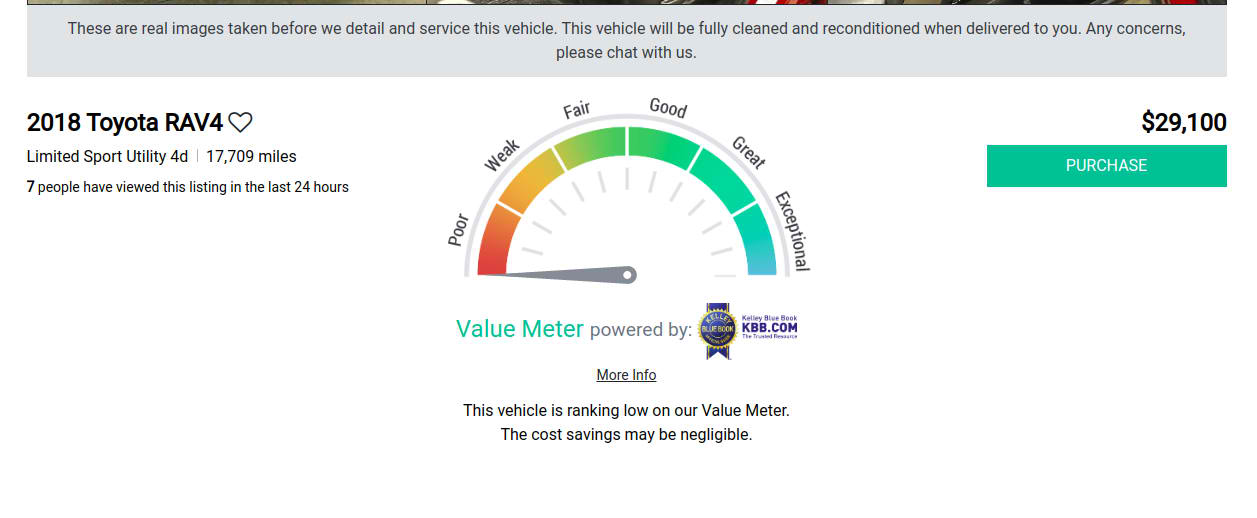 These are real images taken before we detail and service this vehicle. This vehicle will be fully cleaned and reconditioned when delivered to you. Any concerns,
please chat with us.
2018 Toyota RAV4
Limited Sport Utility 4d | 17,709 miles
7 people have viewed this listing in the last 24 hours
Poor
Weak
Fair
Good
Great
Exceptional
$29,100
PURCHASE
Value Meter powered by:
KELLEY
BLUE BOOK
Kelley Blue Book
KBB.COM
The Trusted Resource
More Info
This vehicle is ranking low on our Value Meter.
The cost savings may be negligible.